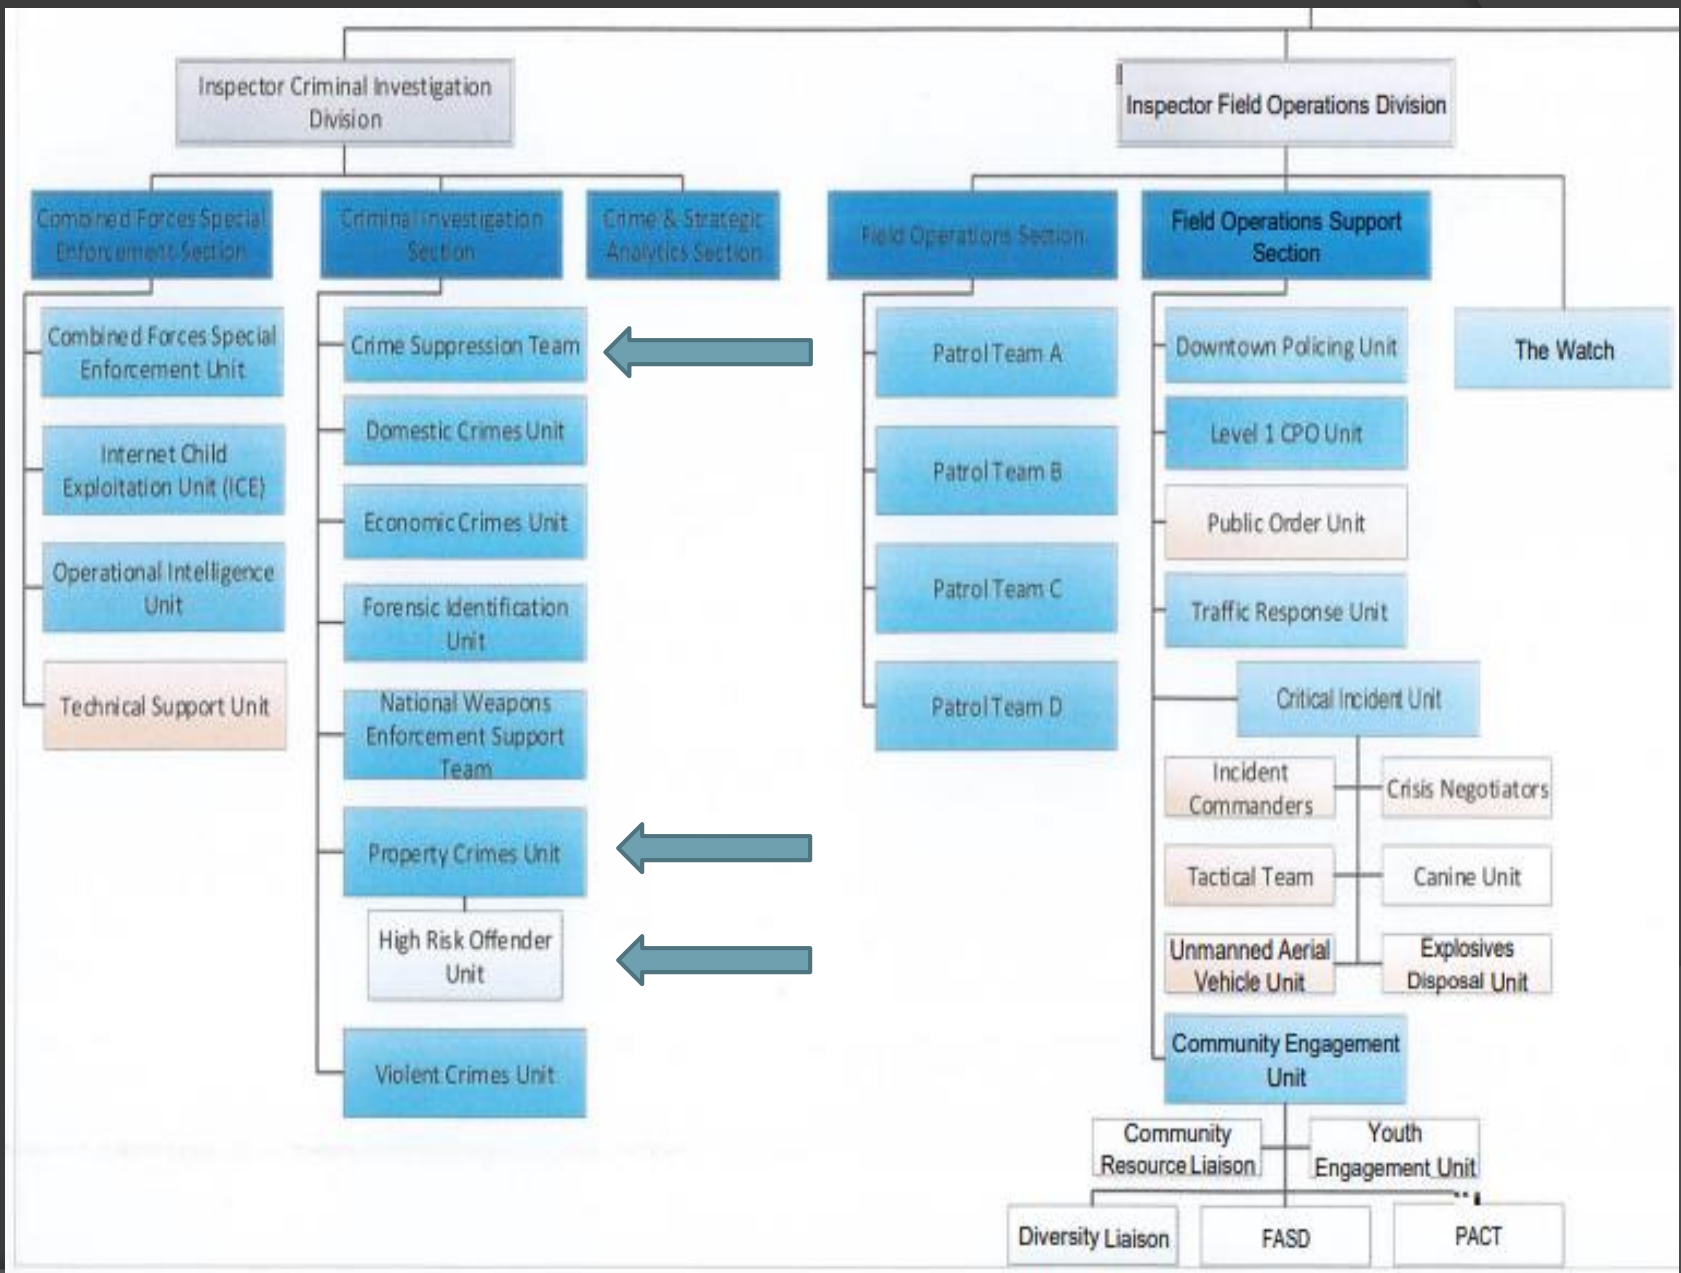 Inspector Criminal Investigation
Division
Inspector Field Operations Division
Combined Forces Special
Enforcement Section
Criminal Investigation
Section
Crime & Strategic
Analytics Section
Field Operations Section
Field Operations Support
Section
Combined Forces Special
Enforcement Unit
Internet Child
Exploitation Unit (ICE)
Operational Intelligence
Unit
Technical Support Unit
Crime Suppression Team
Domestic Crimes Unit
Economic Crimes Unit
Forensic Identification
Unit
National Weapons
Enforcement Support
Team
Property Crimes Unit
High Risk Offender
Unit
Violent Crimes Unit
Patrol Team A
Patrol Team B
Patrol Team C
Patrol Team D
Downtown Policing Unit
Level 1 CPO Unit
Public Order Unit
Traffic Response Unit
Critical Incident Unit
Incident
Commanders
Crisis Negotiators
Tactical Team
Canine Unit
Unmanned Aerial
Vehicle Unit
Explosives
Disposal Unit
Community Engagement
Unit
Community
Resource Liaison
Youth
Engagement Unit
Diversity Liaison
FASD
PACT
The Watch